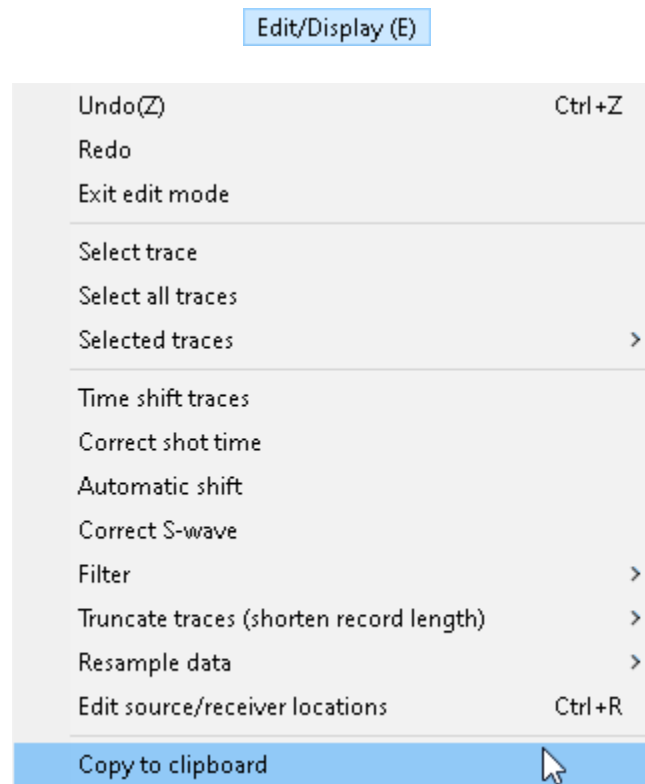 Edit/Display (E)
Undo(Z) Ctrl+Z
Redo
Exit edit mode
Select trace
Select all traces
Selected traces
Time shift traces
Correct shot time
Automatic shift
Correct S-wave
Filter
Truncate traces (shorten record length)
Resample data
Edit source/receiver locations Ctrl+R
Copy to clipboard